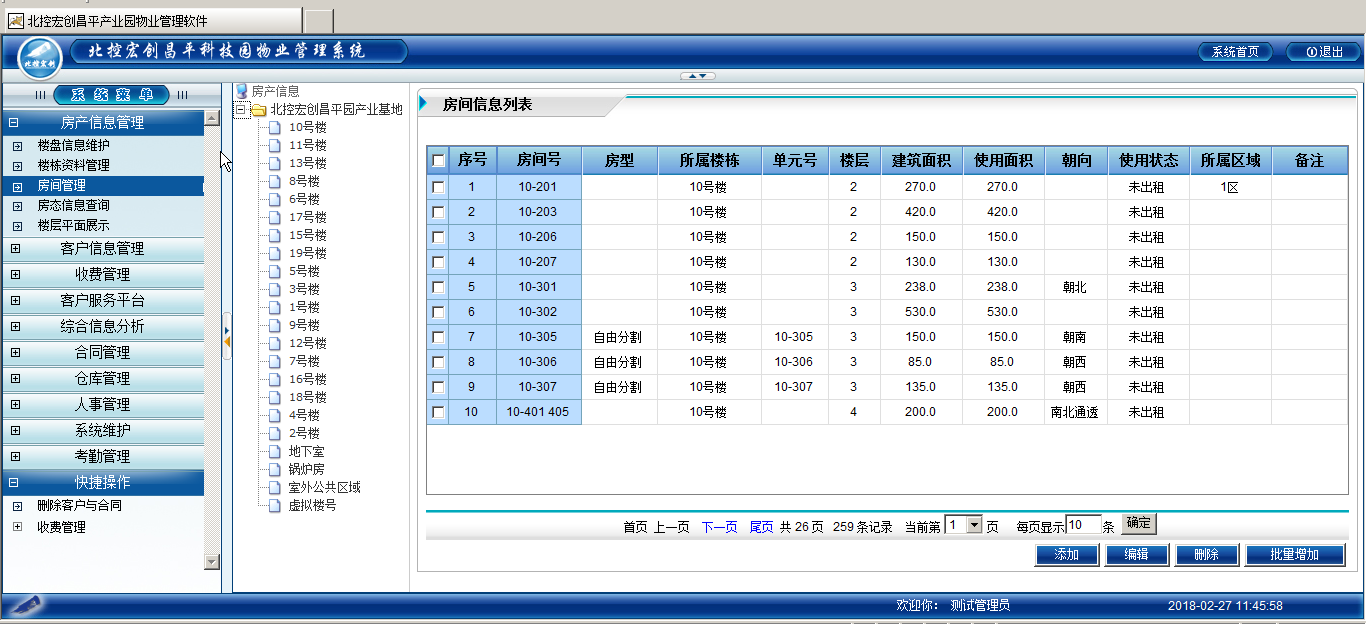 北控宏创昌平产业园物业管理软件
北控宏创昌平科技园物业管理系统
系统首页
退出
北控宏创
系统菜单
房产信息管理
楼盘信息维护
楼栋资料管理
房间管理
房态信息查询
楼层平面展示
客户信息管理
收费管理
客户服务平台
综合信息分析
合同管理
仓库管理
人事管理
系统维护
考勤管理
快捷操作
删除客户与合同
收费管理
房产信息
北控宏创昌平园产业基地
10号楼
11号楼
13号楼
8号楼
6号楼
17号楼
15号楼
19号楼
5号楼
3号楼
1号楼
9号楼
12号楼
7号楼
16号楼
18号楼
4号楼
2号楼
地下室
锅炉房
室外公共区域
虚拟楼号
房间信息列表
序号 房间号 房型 所属楼栋 单元号 楼层 建筑面积 使用面积 朝向 使用状态 所属区域 备注
1 10-201 10号楼 2 270.0 270.0 未出租 1区
2 10-203 10号楼 2 420.0 420.0 未出租
3 10-206 10号楼 2 150.0 150.0 未出租
4 10-207 10号楼 2 130.0 130.0 未出租
5 10-301 10号楼 3 238.0 238.0 朝北 未出租
6 10-302 10号楼 3 530.0 530.0 未出租
7 10-305 自由分割 10号楼 10-305 3 150.0 150.0 朝南 未出租
8 10-306 自由分割 10号楼 10-306 3 85.0 85.0 朝西 未出租
9 10-307 自由分割 10号楼 10-307 3 135.0 135.0 朝西 未出租
10 10-401 405 10号楼 4 200.0 200.0 南北通透 未出租
首页 上一页 下一页 尾页 共 26 页 259 条记录 当前第 1 页 每页显示 10 条 确定
添加 编辑 删除 批量增加
欢迎你： 测试管理员 2018-02-27 11:45:58